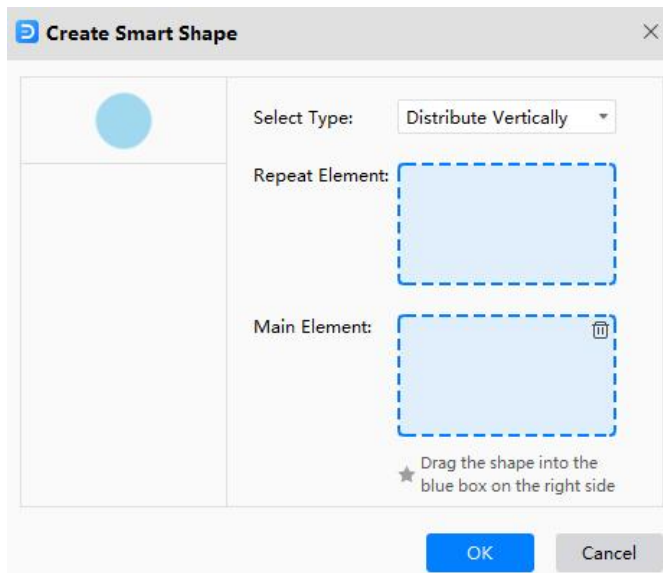 Create Smart Shape
Select Type: Distribute Vertically
Repeat Element:
Main Element:
Drag the shape into the
blue box on the right side
OK Cancel